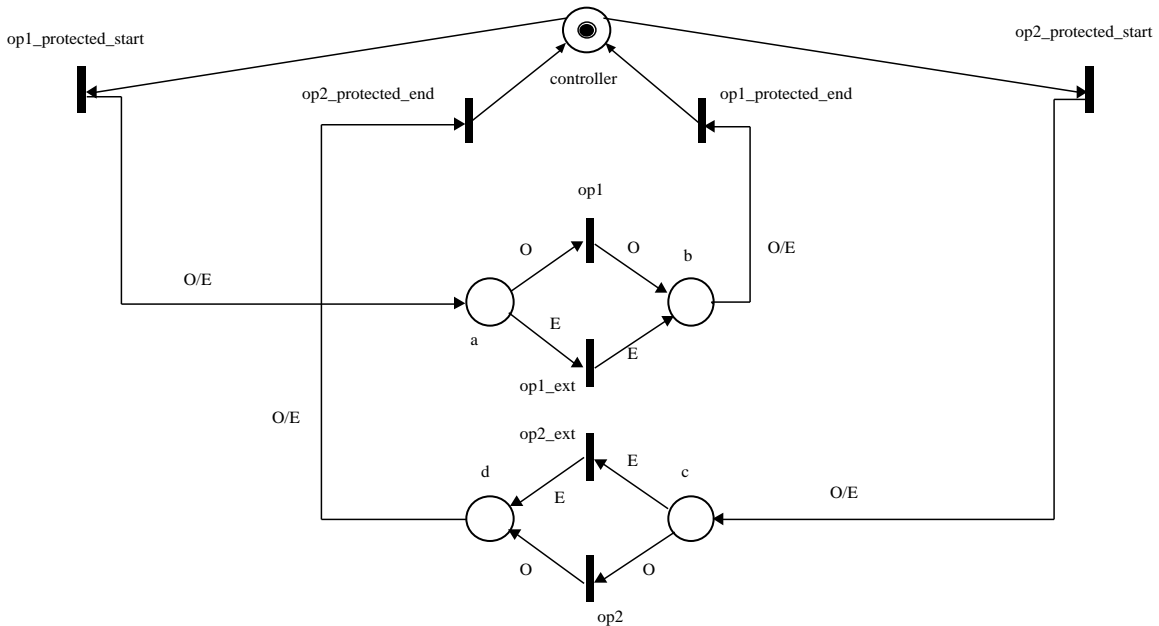 op2_protected_start
op1_protected_start
controller
op2_protected_end
op1_protected_end
op1
O
O
b
O/E
O/E
E
a
E
op1_ext
O/E
op2_ext
d
E
c
O/E
E
O
O
op2